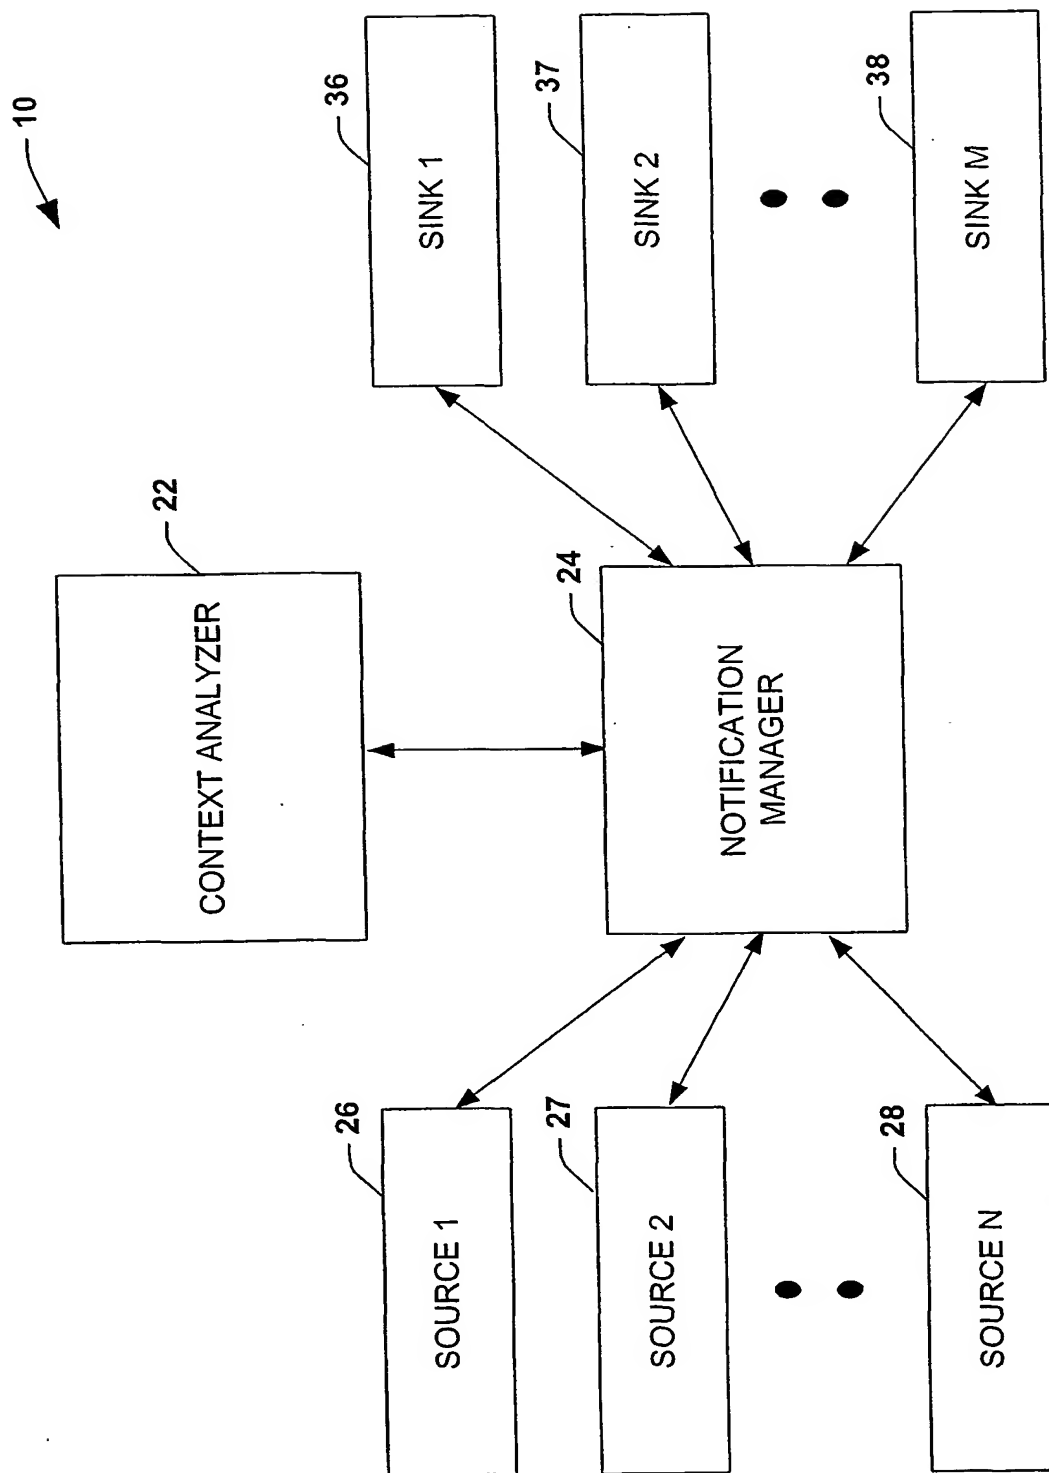 10
CONTEXT ANALYZER
22
SOURCE 1
26
SOURCE 2
27
SOURCE N
28
NOTIFICATION
MANAGER
24
SINK 1
36
SINK 2
37
SINK M
38